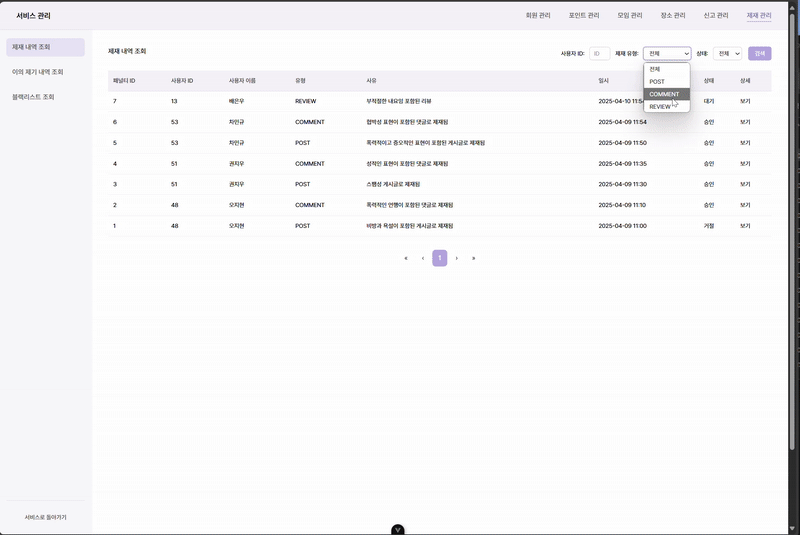 서비스 관리
회원 관리 포인트 관리 모임 관리 장소 관리 신고 관리 제재 관리
제재 내역 조회
이의 제기 내역 조회
블랙리스트 조회
제재 내역 조회
사용자 ID: ID 제재 유형: 전체 상태: 전체 검색
전체
POST
COMMENT
REVIEW
패널티 ID 사용자 ID 사용자 이름 유형 사유 일시 상태 상세
7 13 배은우 REVIEW 부적절한 내용이 포함된 리뷰 2025-04-10 11:54 대기 보기
6 53 차민규 COMMENT 협박성 표현이 포함된 댓글로 제재됨 2025-04-09 11:54 승인 보기
5 53 차민규 POST 폭력적이고 증오적인 표현이 포함된 게시글로 제재됨 2025-04-09 11:50 승인 보기
4 51 권지우 COMMENT 성적인 표현이 포함된 댓글로 제재됨 2025-04-09 11:35 승인 보기
3 51 권지우 POST 스팸성 게시글로 제재됨 2025-04-09 11:30 승인 보기
2 48 오지현 COMMENT 폭력적인 언행이 포함된 댓글로 제재됨 2025-04-09 11:10 승인 보기
1 48 오지현 POST 비방과 욕설이 포함된 게시글로 제재됨 2025-04-09 11:00 거절 보기
« ‹ 1 › »
서비스로 돌아가기